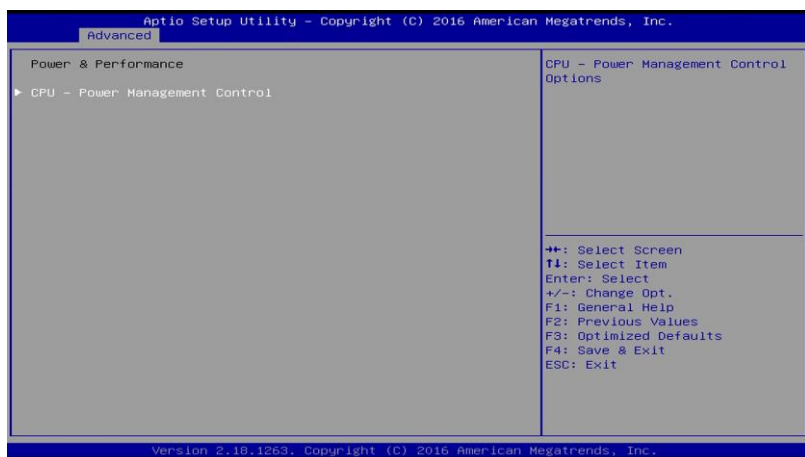 Aptio Setup Utility – Copyright (C) 2016 American Megatrends, Inc.
Advanced
Power & Performance
▶ CPU – Power Management Control
CPU – Power Management Control
Options
→←: Select Screen
↑↓: Select Item
Enter: Select
+/-: Change Opt.
F1: General Help
F2: Previous Values
F3: Optimized Defaults
F4: Save & Exit
ESC: Exit
Version 2.18.1263. Copyright (C) 2016 American Megatrends, Inc.